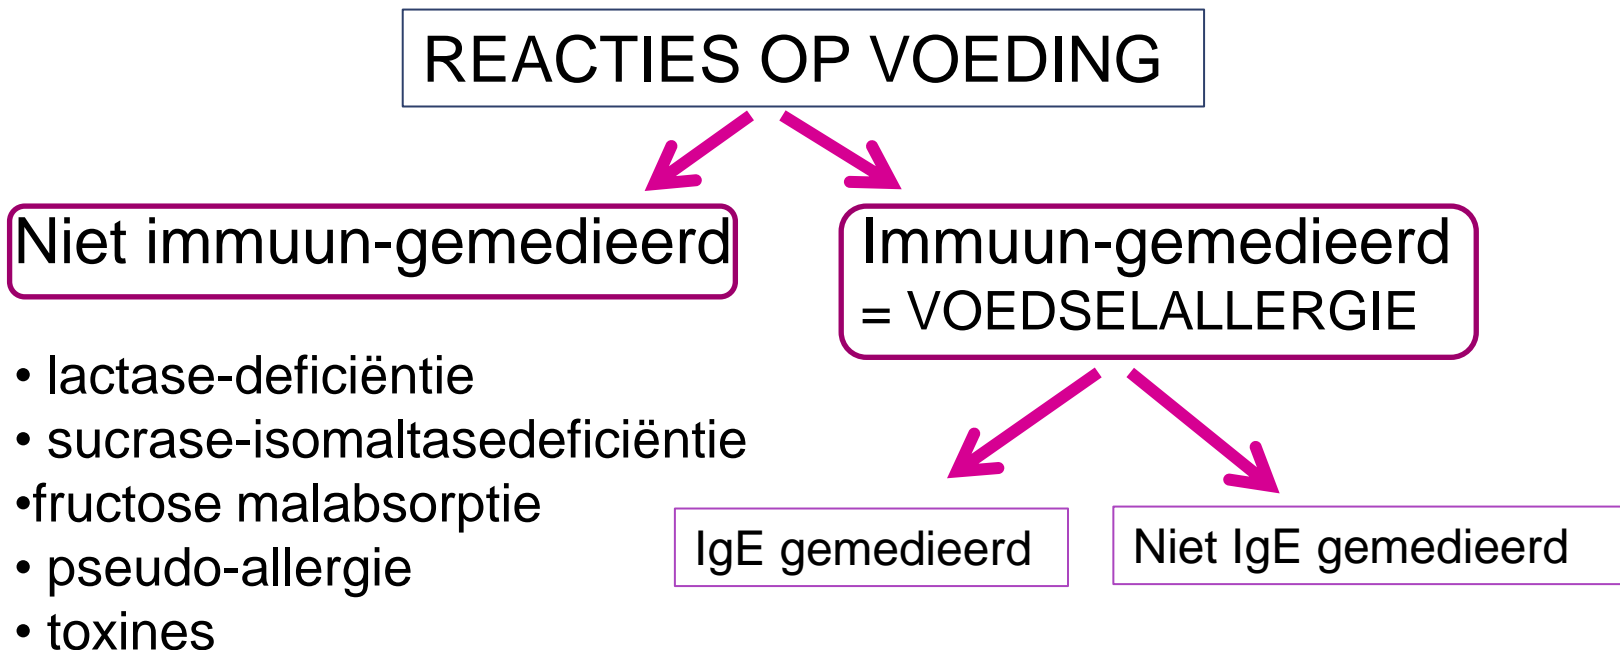 REACTIES OP VOEDING
Niet immuun-gemedieerd
Immuun-gemedieerd
= VOEDSELALLERGIE
• lactase-deficiëntie
• sucrase-isomaltasedeficiëntie
•fructose malabsorptie
• pseudo-allergie
• toxines
IgE gemedieerd
Niet IgE gemedieerd